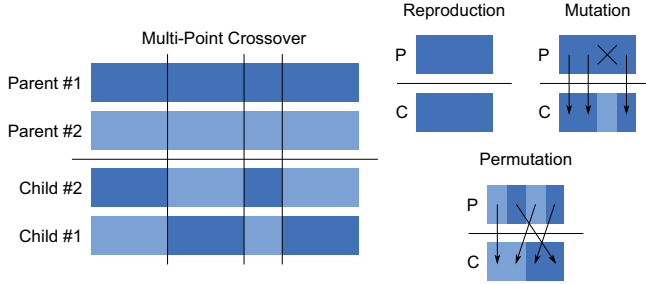 Multi-Point Crossover
Parent #1
Parent #2
Child #2
Child #1
Reproduction
P
C
Mutation
P
C
Permutation
P
C